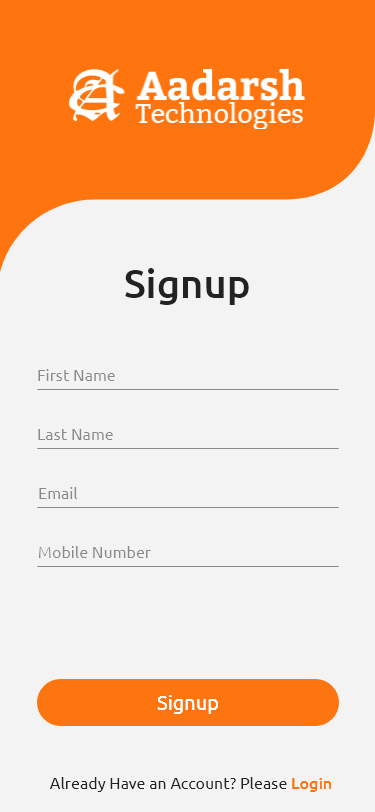 A Aadarsh
Technologies
Signup
First Name
Last Name
Email
Mobile Number
Signup
Already Have an Account? Please Login